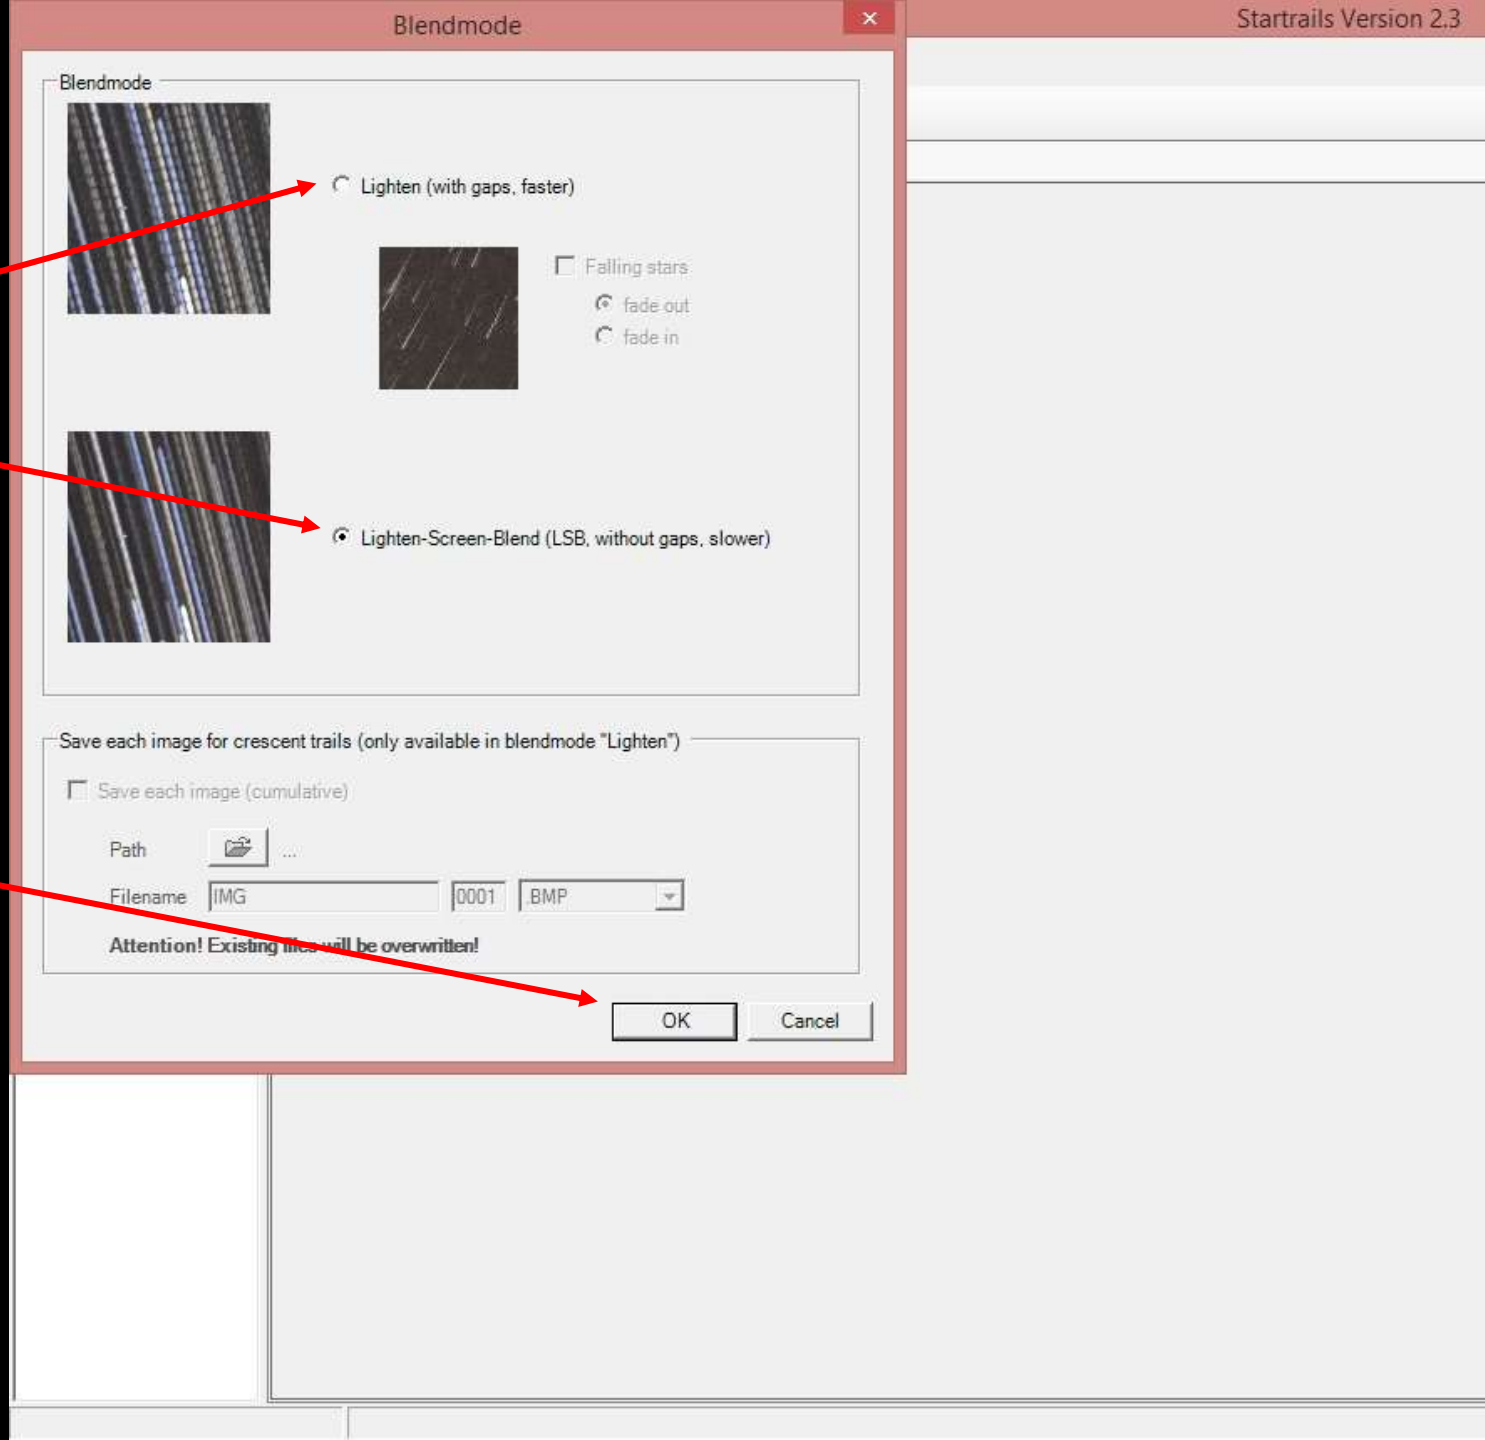 Blendmode
Startrails Version 2.3
Blendmode
Lighten (with gaps, faster)
Falling stars
fade out
fade in
Lighten-Screen-Blend (LSB, without gaps, slower)
Save each image for crescent trails (only available in blendmode "Lighten")
Save each image (cumulative)
Path ...
Filename IMG 0001 .BMP
Attention! Existing files will be overwritten!
OK Cancel